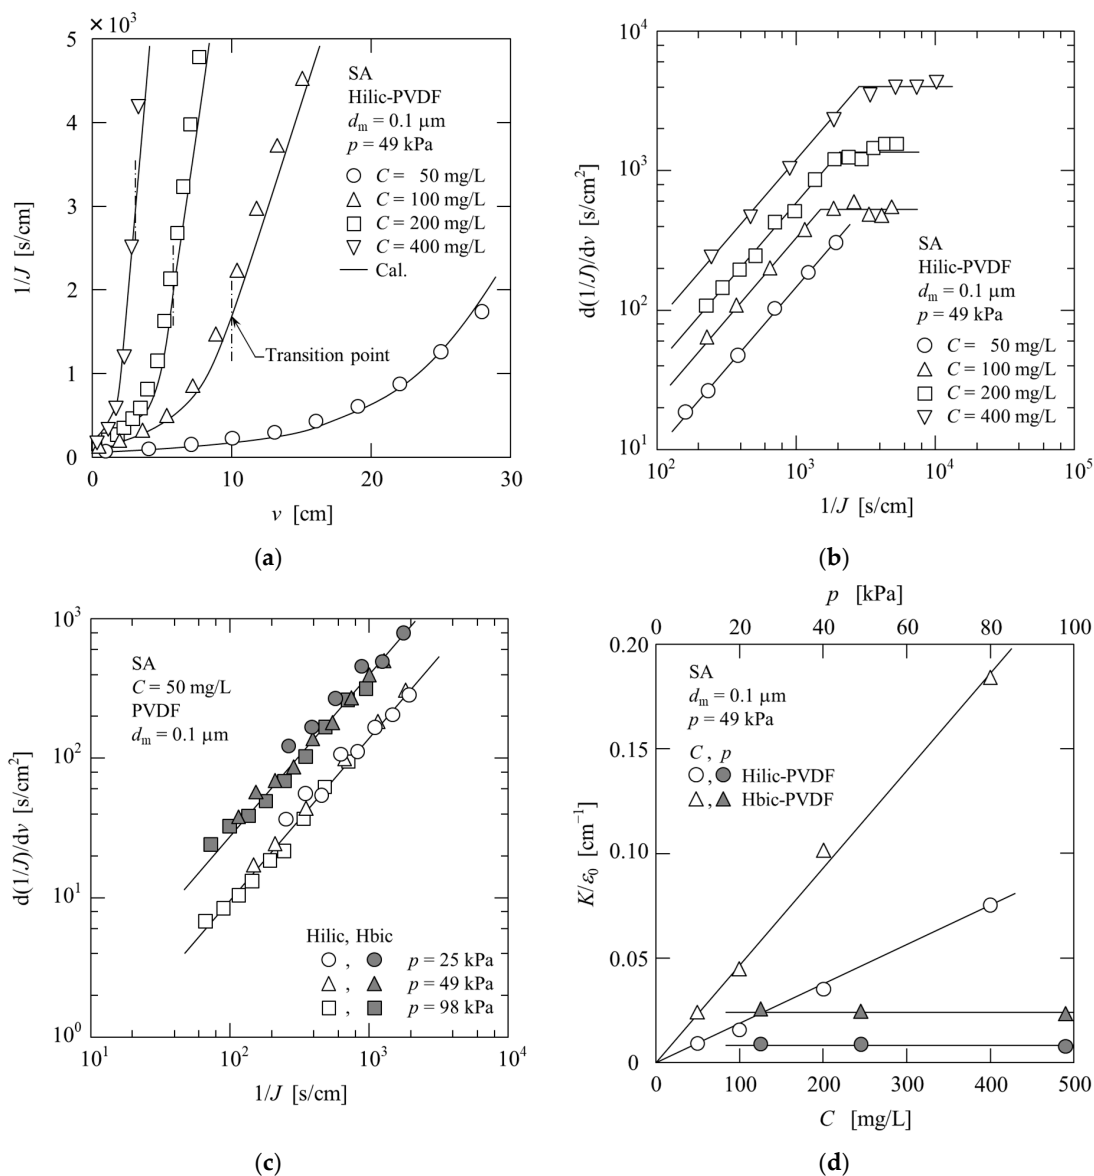 × 10³
5
4
3
2
1
0
1/J [s/cm]
0
10
20
30
v [cm]
SA
Hilic-PVDF
dₘ = 0.1 µm
p = 49 kPa
C = 50 mg/L
C = 100 mg/L
C = 200 mg/L
C = 400 mg/L
Cal.
Transition point
(a)
10⁴
10³
10²
10¹
d(1/J)/dv [s/cm²]
10²
10³
10⁴
10⁵
1/J [s/cm]
SA
Hilic-PVDF
dₘ = 0.1 µm
p = 49 kPa
C = 50 mg/L
C = 100 mg/L
C = 200 mg/L
C = 400 mg/L
(b)
10³
10²
10¹
10⁰
d(1/J)/dv [s/cm²]
10¹
10²
10³
10⁴
1/J [s/cm]
SA
C = 50 mg/L
PVDF
dₘ = 0.1 µm
Hilic, Hbic
, p = 25 kPa
, p = 49 kPa
, p = 98 kPa
(c)
p [kPa]
0
20
40
60
80
100
0.20
0.15
0.10
0.05
0
K/ε₀ [cm⁻¹]
SA
dₘ = 0.1 µm
p = 49 kPa
C , p
, Hilic-PVDF
, Hbic-PVDF
0
100
200
300
400
500
C [mg/L]
(d)